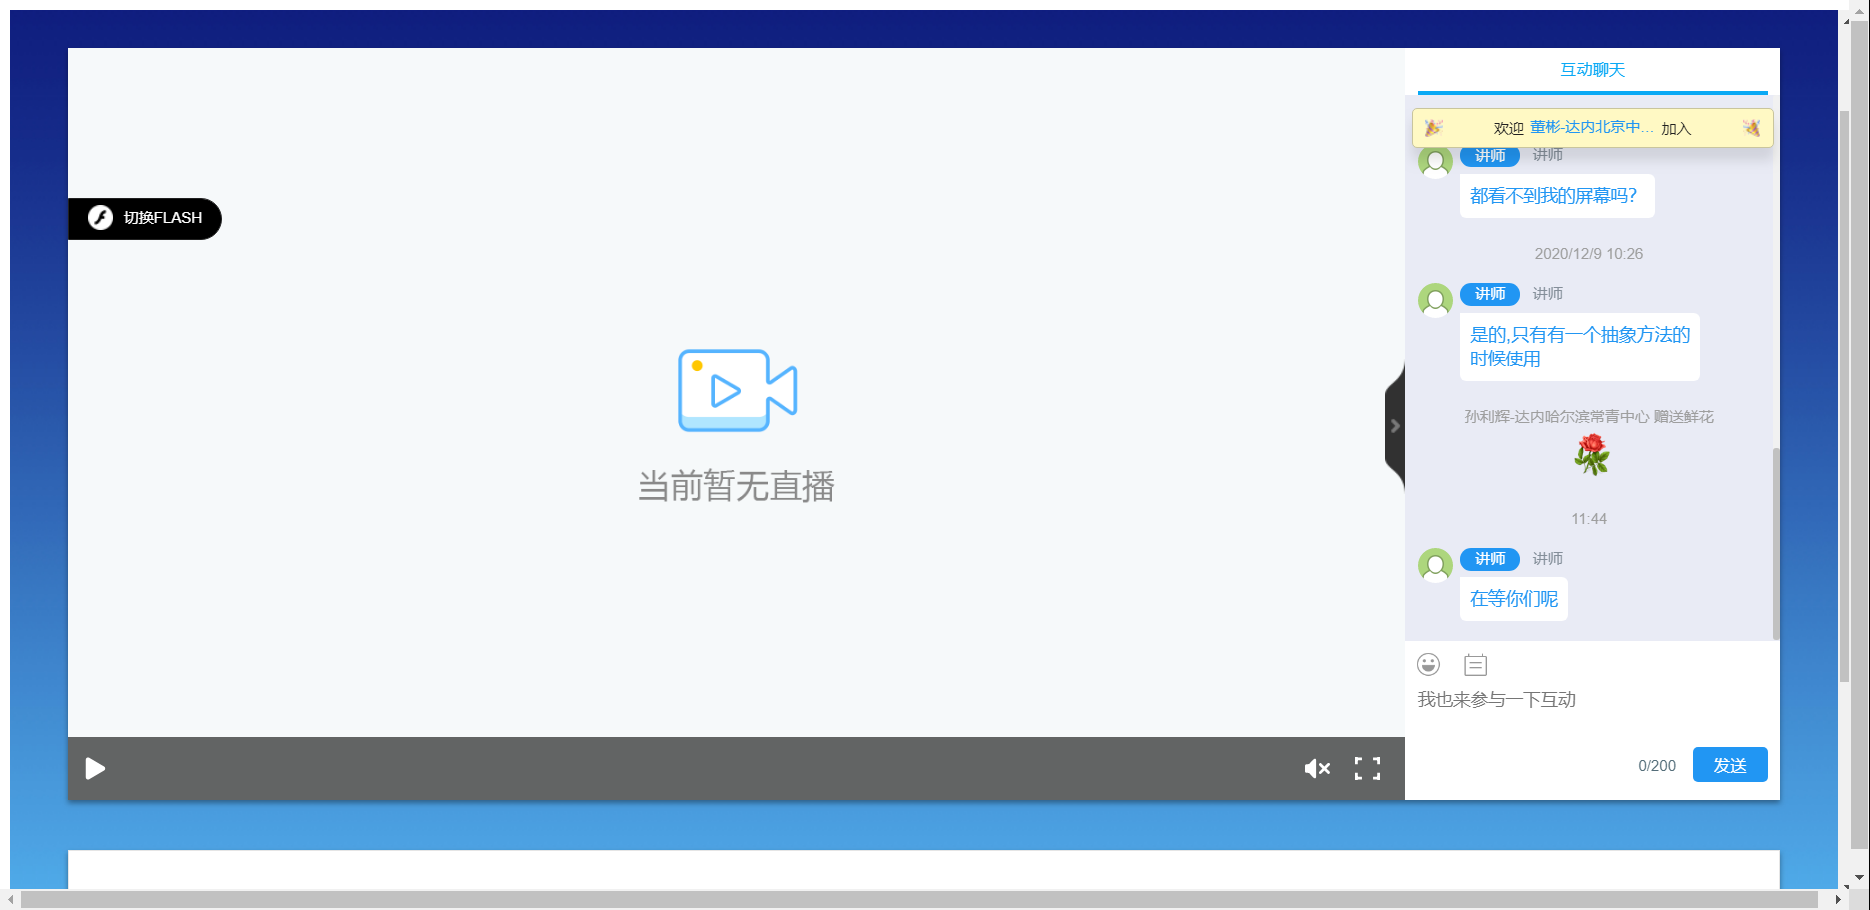 互动聊天
欢迎 董彬-达内北京中... 加入
讲师 讲师
都看不到我的屏幕吗?
切换FLASH
2020/12/9 10:26
讲师 讲师
是的,只有有一个抽象方法的
时候使用
孙利辉-达内哈尔滨常青中心 赠送鲜花
当前暂无直播
11:44
讲师 讲师
在等你们呢
我也来参与一下互动
0/200 发送